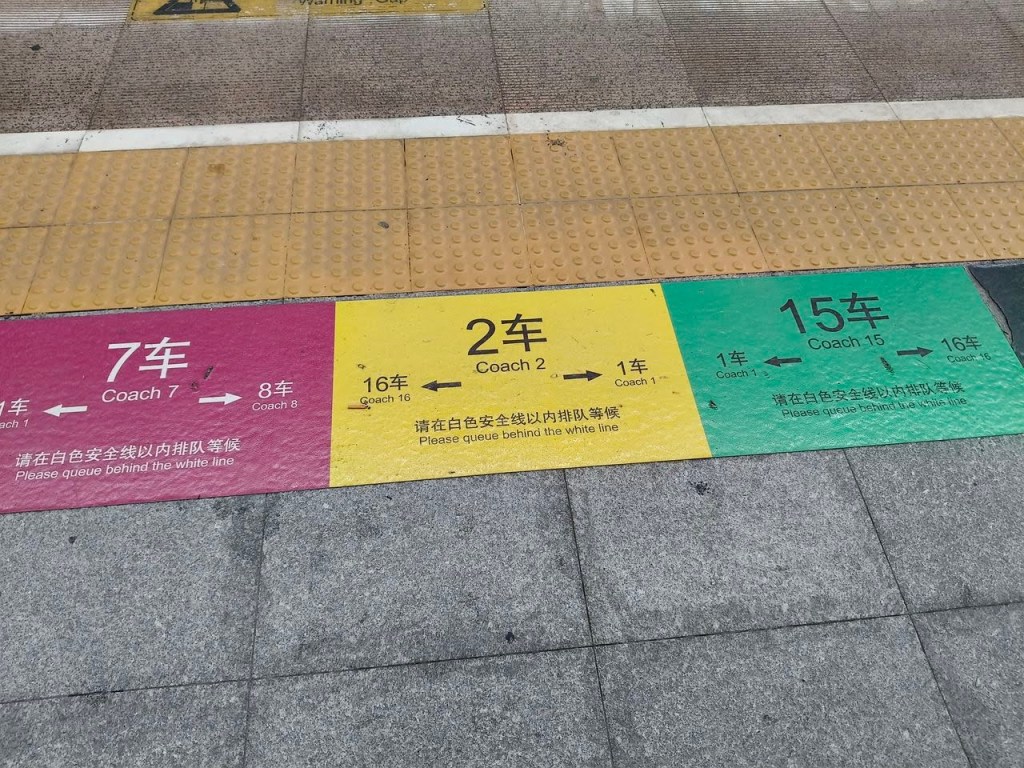 Warning Gap
7车
Coach 7
1车
8车
Coach 8
请在白色安全线以内排队等候
Please queue behind the white line
2车
Coach 2
16车
Coach 16
1车
Coach 1
请在白色安全线以内排队等候
Please queue behind the white line
15车
Coach 15
1车
Coach 1
16车
Coach 16
请在白色安全线以内排队等候
Please queue behind the white line